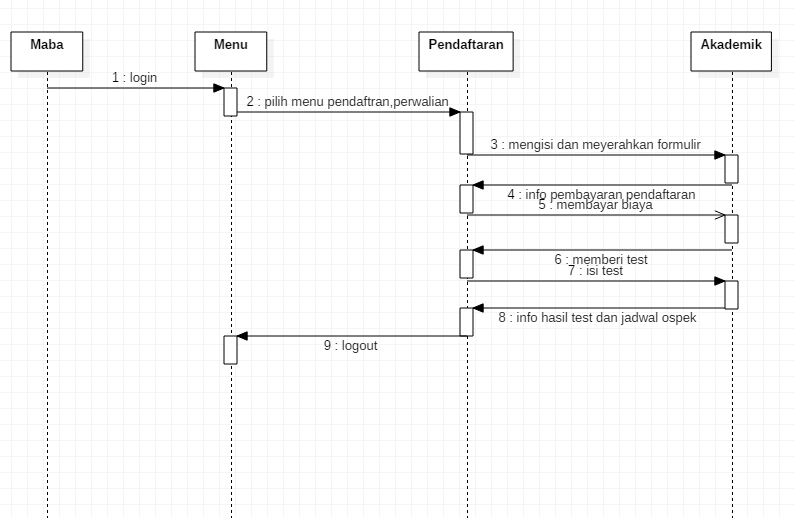 Maba
Menu
Pendaftaran
Akademik
1 : login
2 : pilih menu pendaftran,perwalian
3 : mengisi dan meyerahkan formulir
4 : info pembayaran pendaftaran
5 : membayar biaya
6 : memberi test
7 : isi test
8 : info hasil test dan jadwal ospek
9 : logout